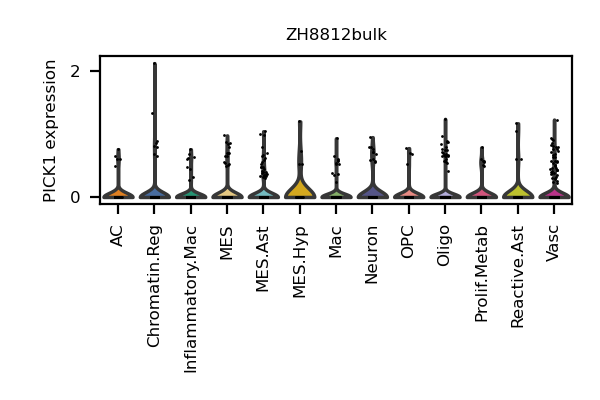 ZH8812bulk
PICK1 expression
2
0
AC
Chromatin.Reg
Inflammatory.Mac
MES
MES.Ast
MES.Hyp
Mac
Neuron
OPC
Oligo
Prolif.Metab
Reactive.Ast
Vasc